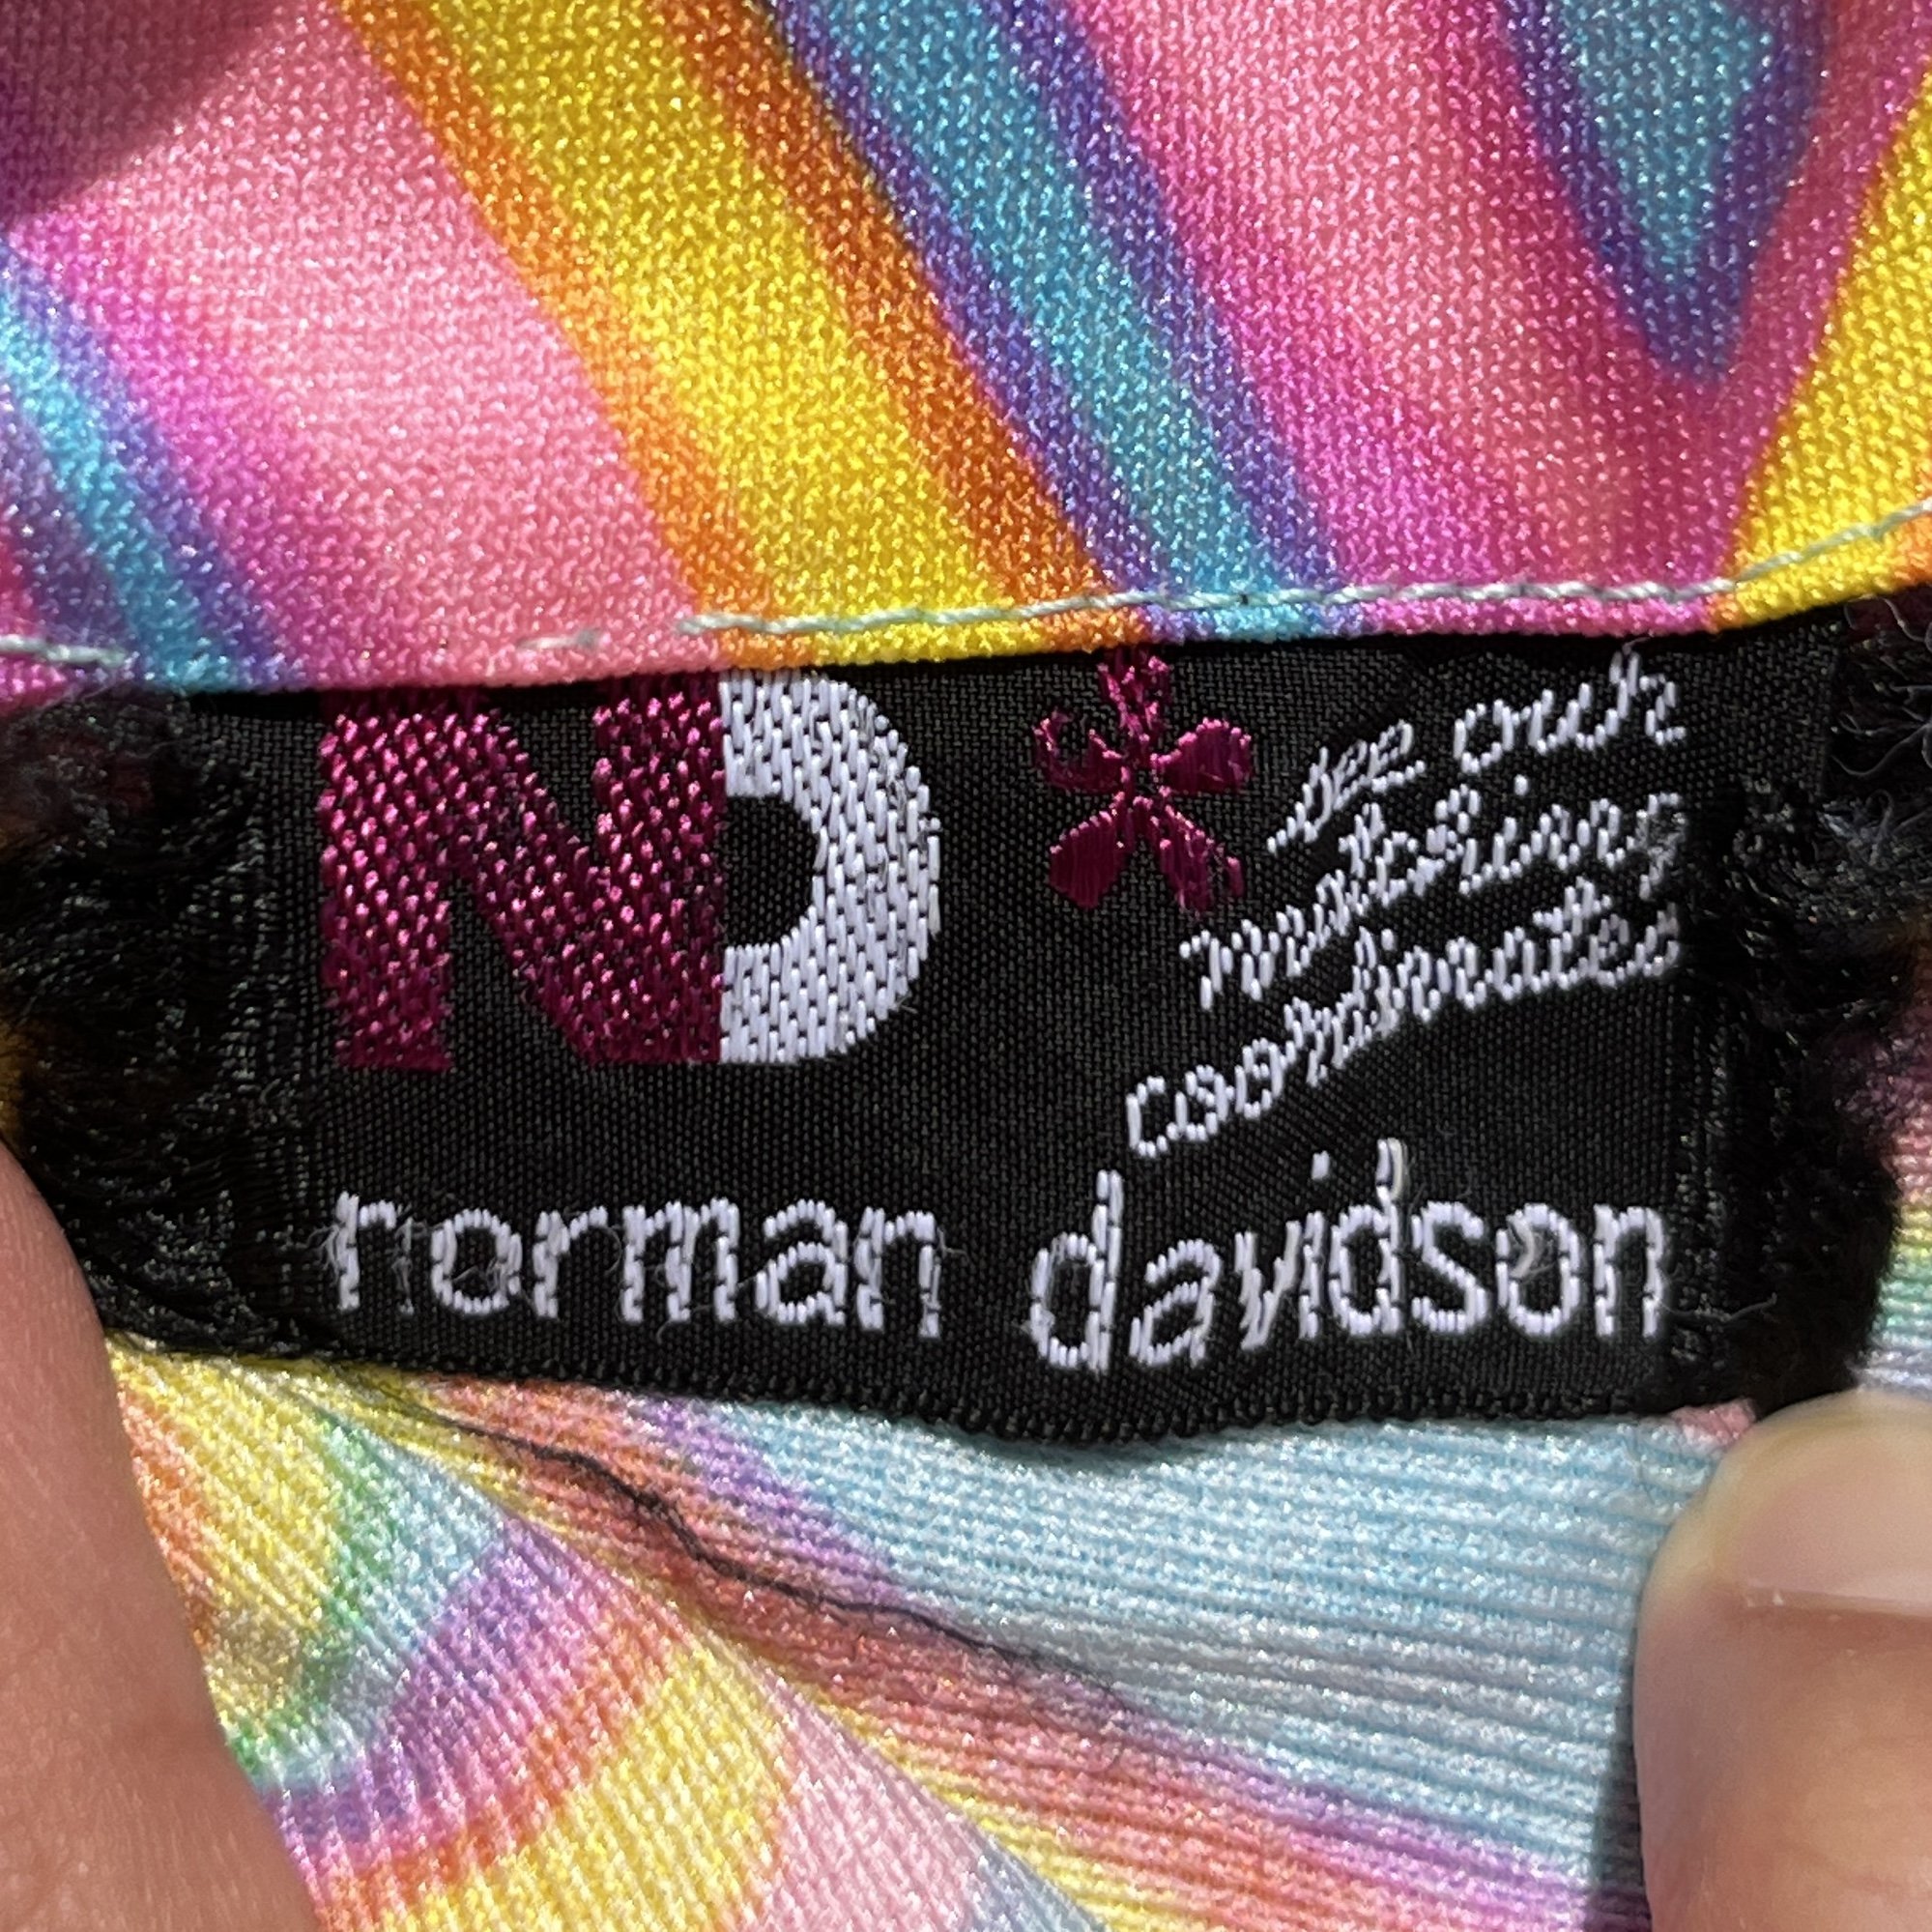 ND
see our
matching
coordinates
norman davidson